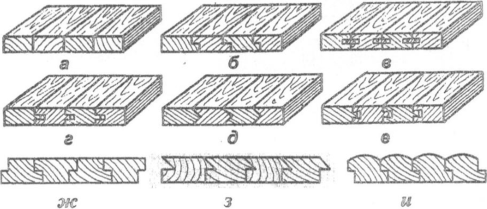 а б в
г д е
ж з и